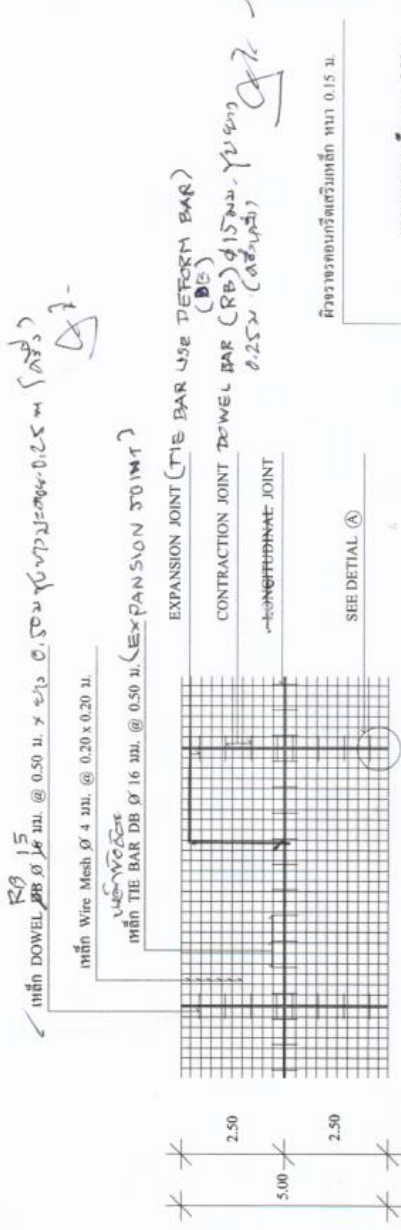 RB 15
เหล็ก DOWEL DB Ø 16 มม. @ 0.50 ม. x ยาว 0.50 ม 0.25 m
เหล็ก Wire Mesh Ø 4 มม. @ 0.20 x 0.20 ม.
เหล็ก TIE BAR DB Ø 16 มม. @ 0.50 ม. (EXPANSION JOINT)
EXPANSION JOINT (TIE BAR USE DEFORM BAR)
(DB)
CONTRACTION JOINT DOWEL BAR (RB) Ø 15 มม.
0.25 ม
LONGITUDINAL JOINT
SEE DETIAL A
ผิวจราจรคอนกรีตเสริมเหล็ก หนา 0.15 ม.
2.50
5.00
2.50